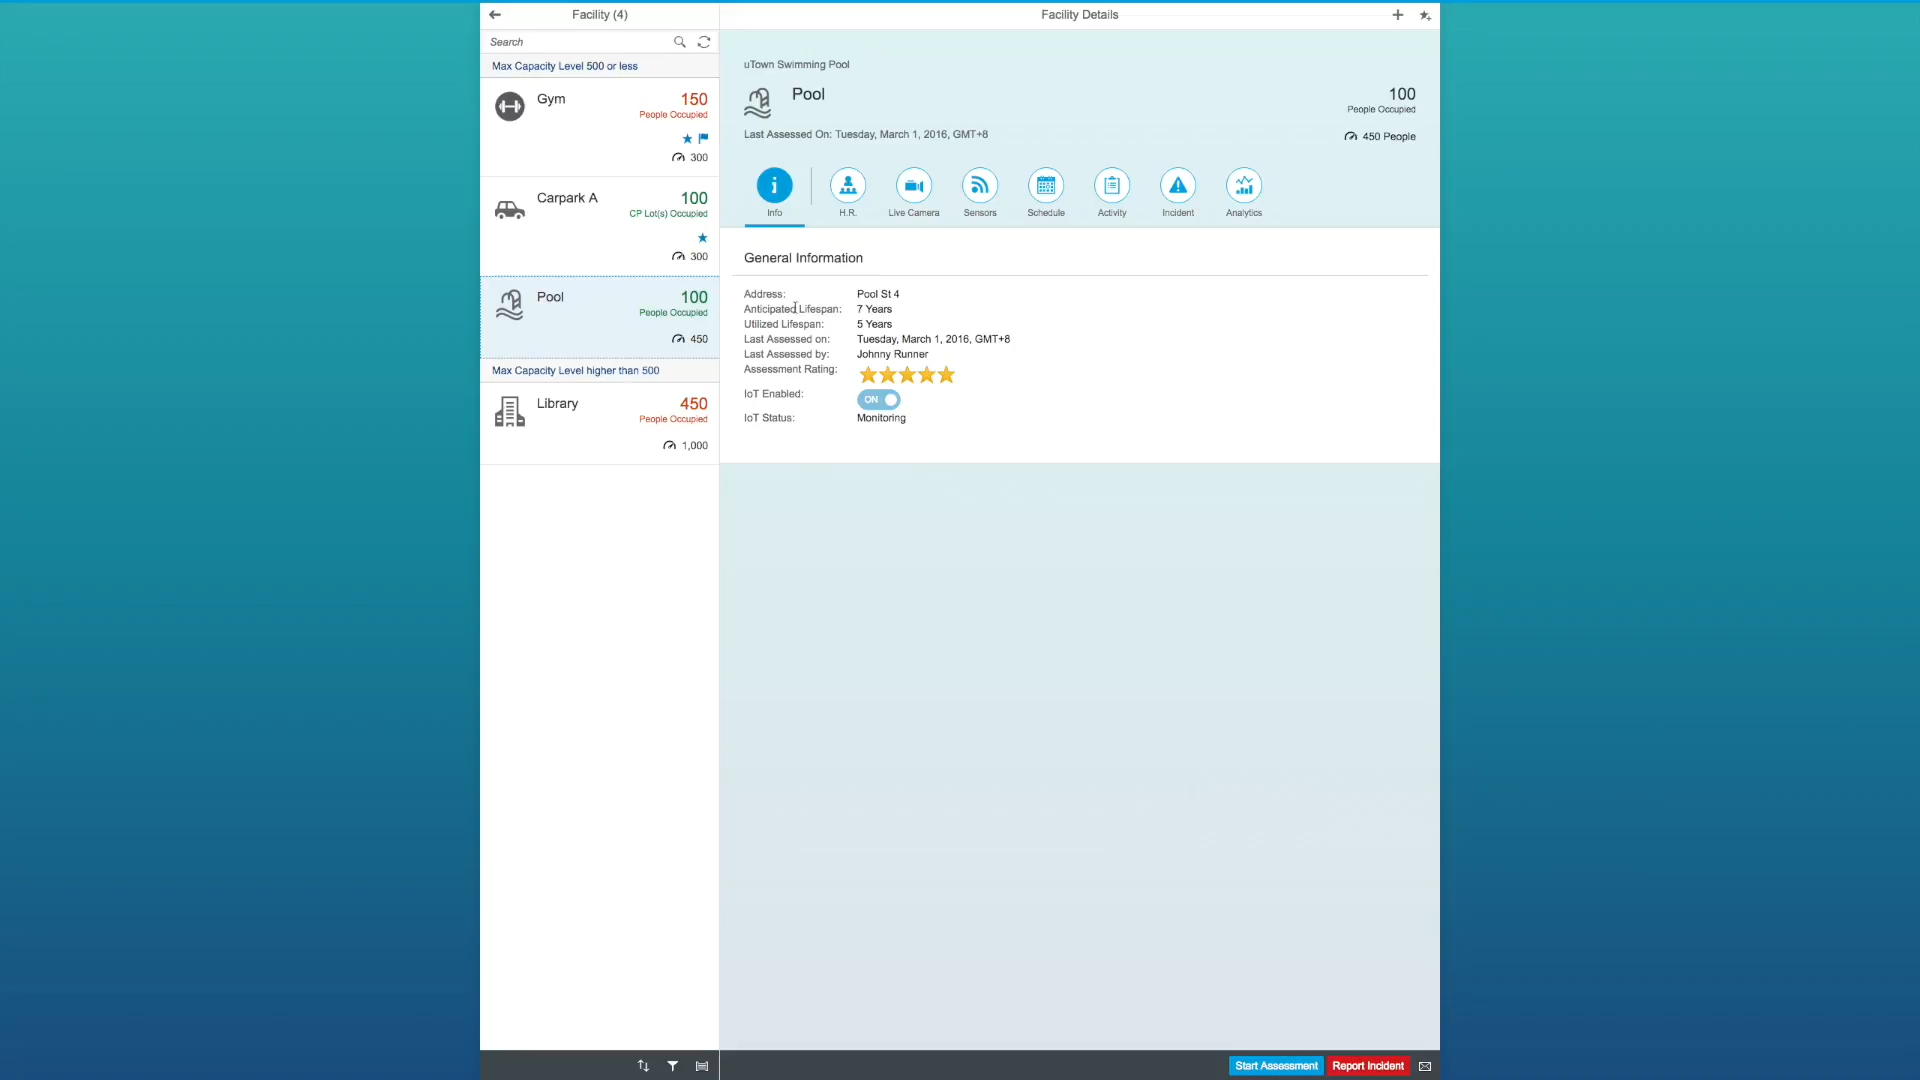 Facility (4)
Search
Max Capacity Level 500 or less
Gym
150
People Occupied
300
Carpark A
100
CP Lot(s) Occupied
300
Pool
100
People Occupied
450
Max Capacity Level higher than 500
Library
450
People Occupied
1,000
Facility Details
uTown Swimming Pool
Pool
100
People Occupied
Last Assessed On: Tuesday, March 1, 2016, GMT+8
450 People
Info
H.R.
Live Camera
Sensors
Schedule
Activity
Incident
Analytics
General Information
Address: Pool St 4
Anticipated Lifespan: 7 Years
Utilized Lifespan: 5 Years
Last Assessed on: Tuesday, March 1, 2016, GMT+8
Last Assessed by: Johnny Runner
Assessment Rating:
IoT Enabled: ON
IoT Status: Monitoring
Start Assessment
Report Incident